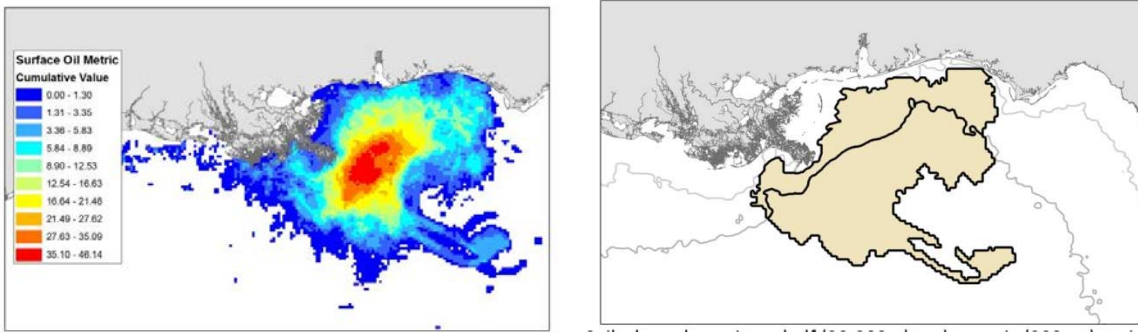 Surface Oil Metric
Cumulative Value
0.00 - 1.30
1.31 - 3.35
3.36 - 5.83
5.84 - 8.89
8.90 - 12.53
12.54 - 16.63
16.64 - 21.48
21.49 - 27.62
27.63 - 35.09
35.10 - 46.14